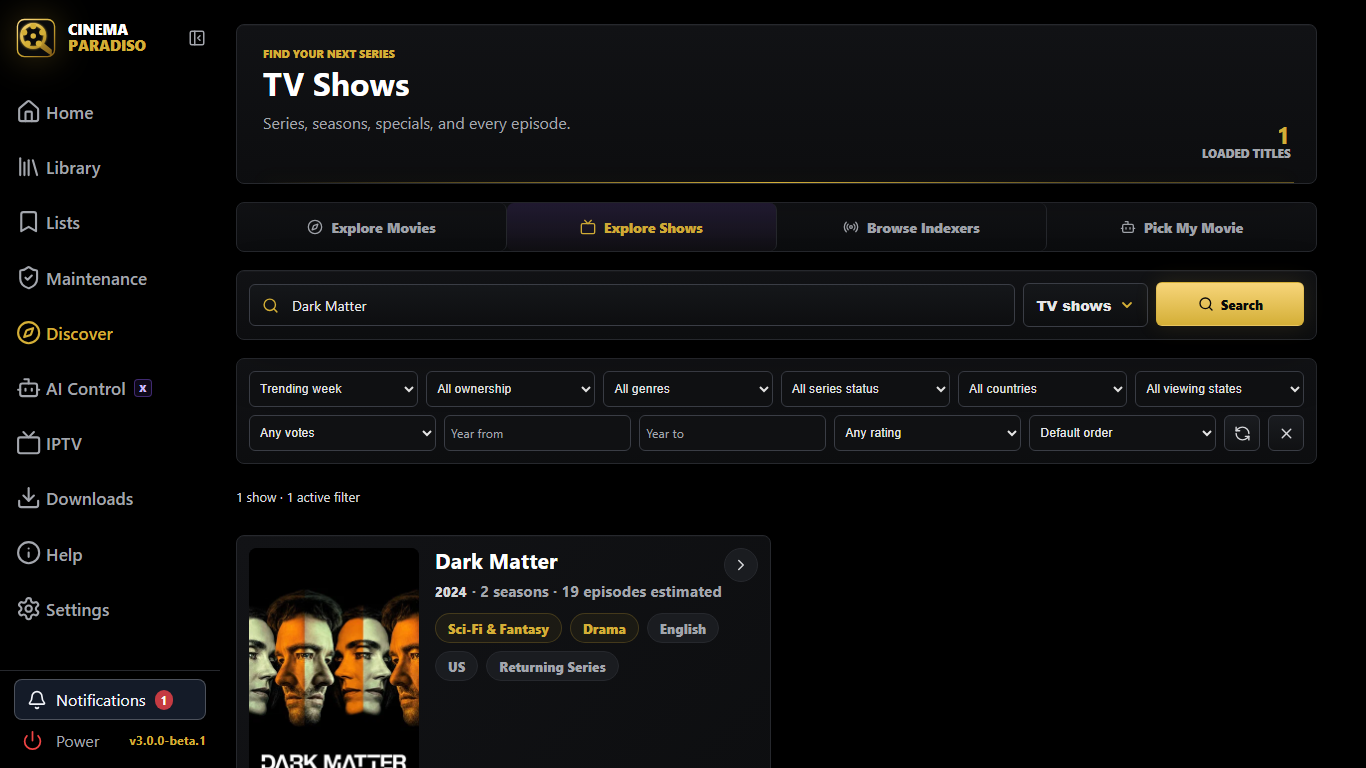 CINEMA
PARADISO
Home
Library
Lists
Maintenance
Discover
AI Control x
IPTV
Downloads
Help
Settings
Notifications 1
Power v3.0.0-beta.1
FIND YOUR NEXT SERIES
TV Shows
Series, seasons, specials, and every episode.
1
LOADED TITLES
Explore Movies Explore Shows Browse Indexers Pick My Movie
Dark Matter TV shows Search
Trending week All ownership All genres All series status All countries All viewing states
Any votes Year from Year to Any rating Default order
1 show · 1 active filter
Dark Matter
2024 · 2 seasons · 19 episodes estimated
Sci-Fi & Fantasy Drama English
US Returning Series
DARK MATTER